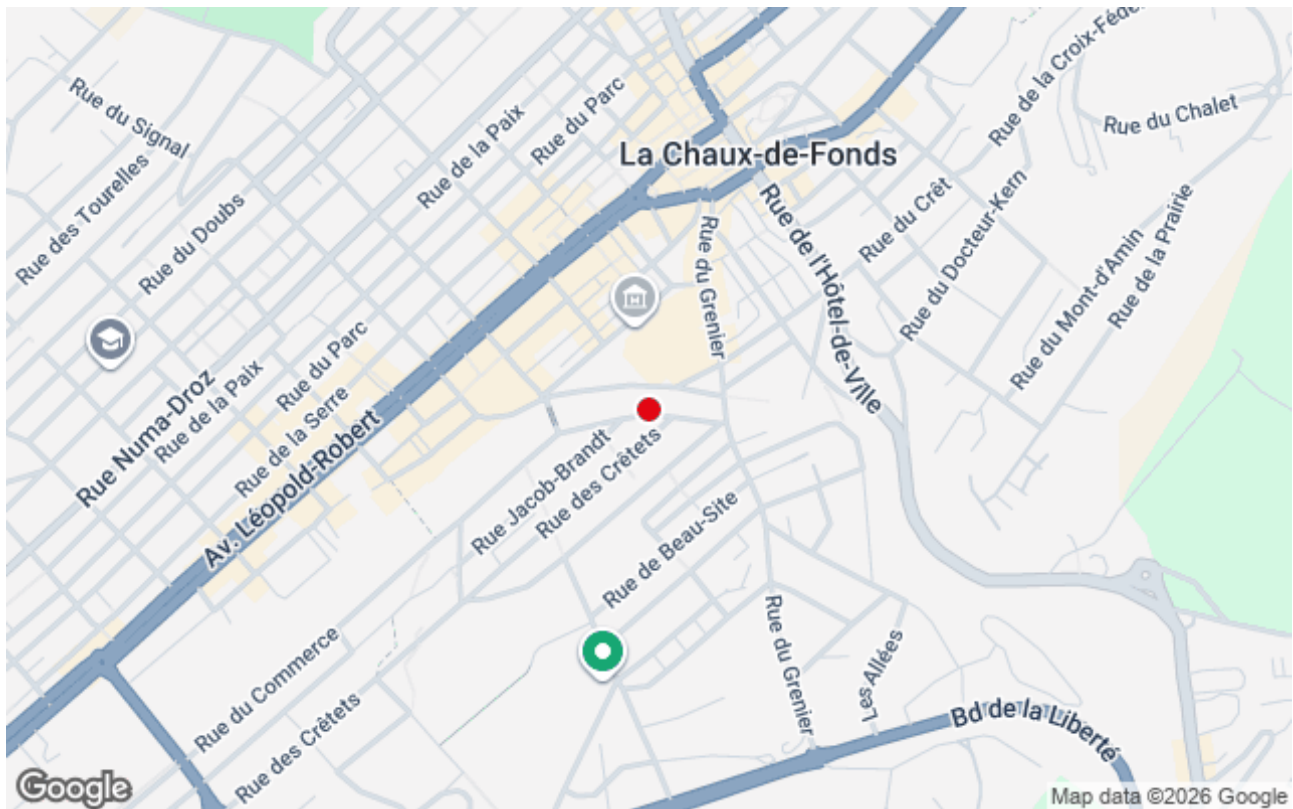 Rue du Signal
Rue des Tourelles
Rue du Doubs
Rue de la Paix
Rue du Parc
La Chaux-de-Fonds
Rue de la Croix-Féd
Rue du Chalet
Rue du Crêt
Rue du Docteur-Kern
Rue du Mont-d'Amin
Rue de la Prairie
Rue de l'Hôtel-de-Ville
Rue du Grenier
Rue Numa-Droz
Rue de la Paix
Rue du Parc
Rue de la Serre
Av. Léopold-Robert
Rue Jacob-Brandt
Rue des Crêtets
Rue de Beau-Site
Rue du Grenier
Les Allées
Bd de la Liberté
Rue du Commerce
Rue des Crêtets
Google
Map data ©2026 Google